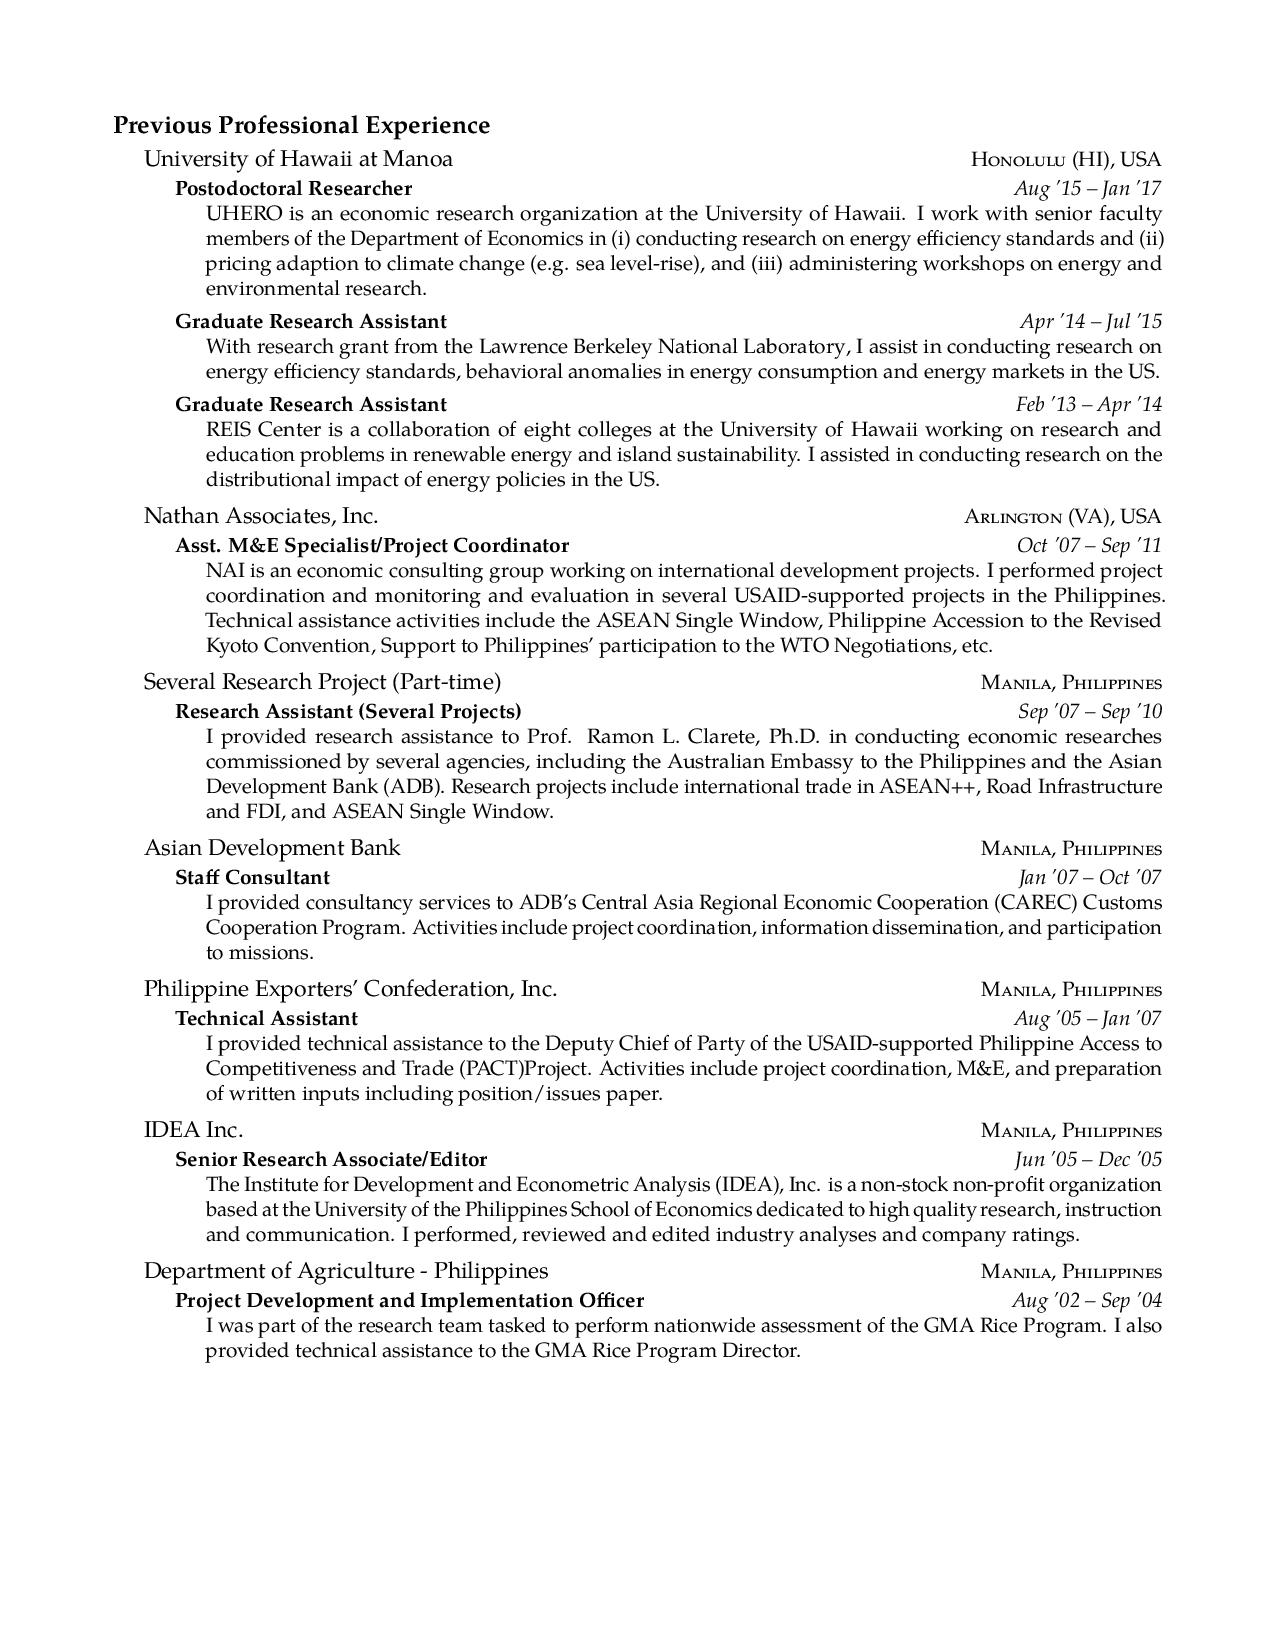 Previous Professional Experience
University of Hawaii at Manoa Honolulu (HI), USA
Postodoctoral Researcher Aug ’15 – Jan ’17
UHERO is an economic research organization at the University of Hawaii. I work with senior faculty
members of the Department of Economics in (i) conducting research on energy efficiency standards and (ii)
pricing adaption to climate change (e.g. sea level-rise), and (iii) administering workshops on energy and
environmental research.
Graduate Research Assistant Apr ’14 – Jul ’15
With research grant from the Lawrence Berkeley National Laboratory, I assist in conducting research on
energy efficiency standards, behavioral anomalies in energy consumption and energy markets in the US.
Graduate Research Assistant Feb ’13 – Apr ’14
REIS Center is a collaboration of eight colleges at the University of Hawaii working on research and
education problems in renewable energy and island sustainability. I assisted in conducting research on the
distributional impact of energy policies in the US.
Nathan Associates, Inc. Arlington (VA), USA
Asst. M&E Specialist/Project Coordinator Oct ’07 – Sep ’11
NAI is an economic consulting group working on international development projects. I performed project
coordination and monitoring and evaluation in several USAID-supported projects in the Philippines.
Technical assistance activities include the ASEAN Single Window, Philippine Accession to the Revised
Kyoto Convention, Support to Philippines’ participation to the WTO Negotiations, etc.
Several Research Project (Part-time) Manila, Philippines
Research Assistant (Several Projects) Sep ’07 – Sep ’10
I provided research assistance to Prof. Ramon L. Clarete, Ph.D. in conducting economic researches
commissioned by several agencies, including the Australian Embassy to the Philippines and the Asian
Development Bank (ADB). Research projects include international trade in ASEAN++, Road Infrastructure
and FDI, and ASEAN Single Window.
Asian Development Bank Manila, Philippines
Staff Consultant Jan ’07 – Oct ’07
I provided consultancy services to ADB’s Central Asia Regional Economic Cooperation (CAREC) Customs
Cooperation Program. Activities include project coordination, information dissemination, and participation
to missions.
Philippine Exporters’ Confederation, Inc. Manila, Philippines
Technical Assistant Aug ’05 – Jan ’07
I provided technical assistance to the Deputy Chief of Party of the USAID-supported Philippine Access to
Competitiveness and Trade (PACT)Project. Activities include project coordination, M&E, and preparation
of written inputs including position/issues paper.
IDEA Inc. Manila, Philippines
Senior Research Associate/Editor Jun ’05 – Dec ’05
The Institute for Development and Econometric Analysis (IDEA), Inc. is a non-stock non-profit organization
based at the University of the Philippines School of Economics dedicated to high quality research, instruction
and communication. I performed, reviewed and edited industry analyses and company ratings.
Department of Agriculture - Philippines Manila, Philippines
Project Development and Implementation Officer Aug ’02 – Sep ’04
I was part of the research team tasked to perform nationwide assessment of the GMA Rice Program. I also
provided technical assistance to the GMA Rice Program Director.